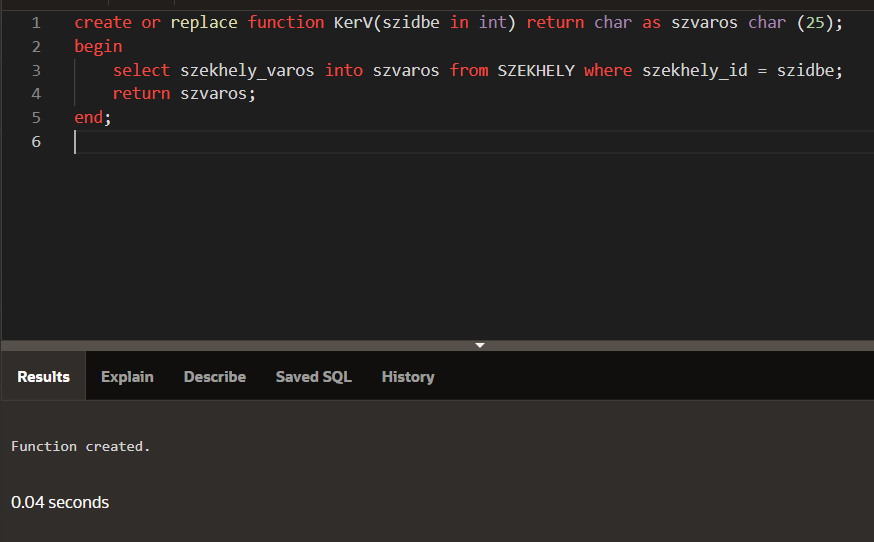 1 create or replace function KerV(szidbe in int) return char as szvaros char (25);
2 begin
3 select szekhely_varos into szvaros from SZEKHELY where szekhely_id = szidbe;
4 return szvaros;
5 end;
6
Results Explain Describe Saved SQL History
Function created.
0.04 seconds